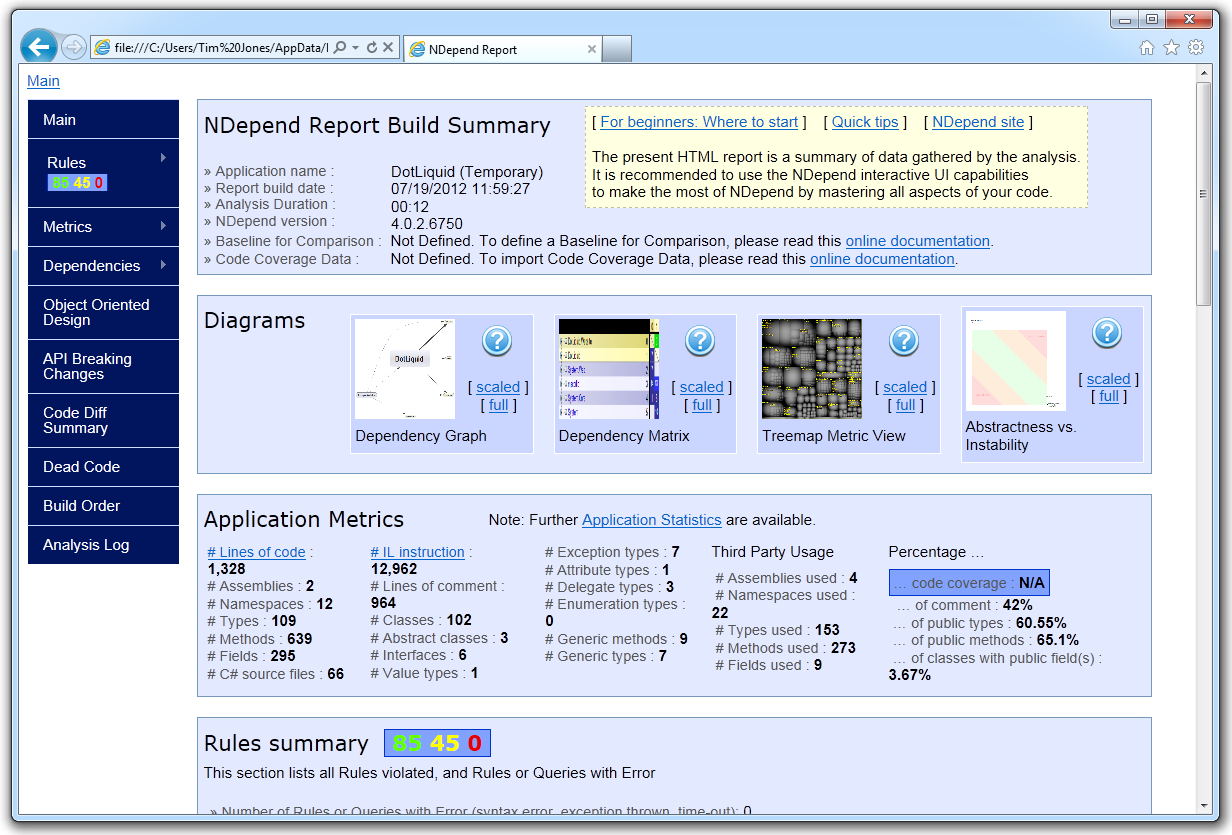 file:///C:/Users/Tim%20Jones/AppData/l
NDepend Report
Main
Main
Rules
85 45 0
Metrics
Dependencies
Object Oriented
Design
API Breaking
Changes
Code Diff
Summary
Dead Code
Build Order
Analysis Log
NDepend Report Build Summary
[ For beginners: Where to start ] [ Quick tips ] [ NDepend site ]
The present HTML report is a summary of data gathered by the analysis.
It is recommended to use the NDepend interactive UI capabilities
to make the most of NDepend by mastering all aspects of your code.
» Application name : DotLiquid (Temporary)
» Report build date : 07/19/2012 11:59:27
» Analysis Duration : 00:12
» NDepend version : 4.0.2.6750
» Baseline for Comparison : Not Defined. To define a Baseline for Comparison, please read this online documentation.
» Code Coverage Data : Not Defined. To import Code Coverage Data, please read this online documentation.
Diagrams
DotLiquid
?
[ scaled ]
[ full ]
Dependency Graph
?
[ scaled ]
[ full ]
Dependency Matrix
?
[ scaled ]
[ full ]
Treemap Metric View
?
[ scaled ]
[ full ]
Abstractness vs.
Instability
Application Metrics
Note: Further Application Statistics are available.
# Lines of code :
1,328
# Assemblies : 2
# Namespaces : 12
# Types : 109
# Methods : 639
# Fields : 295
# C# source files : 66
# IL instruction :
12,962
# Lines of comment :
964
# Classes : 102
# Abstract classes : 3
# Interfaces : 6
# Value types : 1
# Exception types : 7
# Attribute types : 1
# Delegate types : 3
# Enumeration types :
0
# Generic methods : 9
# Generic types : 7
Third Party Usage
# Assemblies used : 4
# Namespaces used :
22
# Types used : 153
# Methods used : 273
# Fields used : 9
Percentage ...
... code coverage : N/A
... of comment : 42%
... of public types : 60.55%
... of public methods : 65.1%
... of classes with public field(s) :
3.67%
Rules summary 85 45 0
This section lists all Rules violated, and Rules or Queries with Error
» Number of Rules or Queries with Error (syntax error, exception thrown, time-out): 0